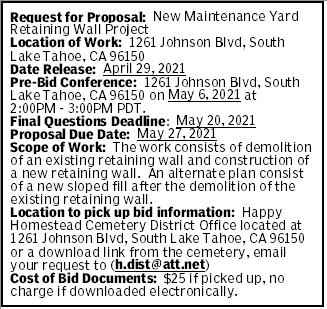 Request for Proposal: New Maintenance Yard
Retaining Wall Project
Location of Work: 1261 Johnson Blvd, South
Lake Tahoe, CA 96150
Date Release: April 29, 2021
Pre-Bid Conference: 1261 Johnson Blvd, South
Lake Tahoe, CA 96150 on May 6, 2021 at
2:00PM - 3:00PM PDT.
Final Questions Deadline: May 20, 2021
Proposal Due Date: May 27, 2021
Scope of Work: The work consists of demolition
of an existing retaining wall and construction of
a new retaining wall. An alternate plan consist
of a new sloped fill after the demolition of the
existing retaining wall.
Location to pick up bid information: Happy
Homestead Cemetery District Office located at
1261 Johnson Blvd, South Lake Tahoe, CA 96150
or a download link from the cemetery, email
your request to (h.dist@att.net)
Cost of Bid Documents: $25 if picked up, no
charge if downloaded electronically.